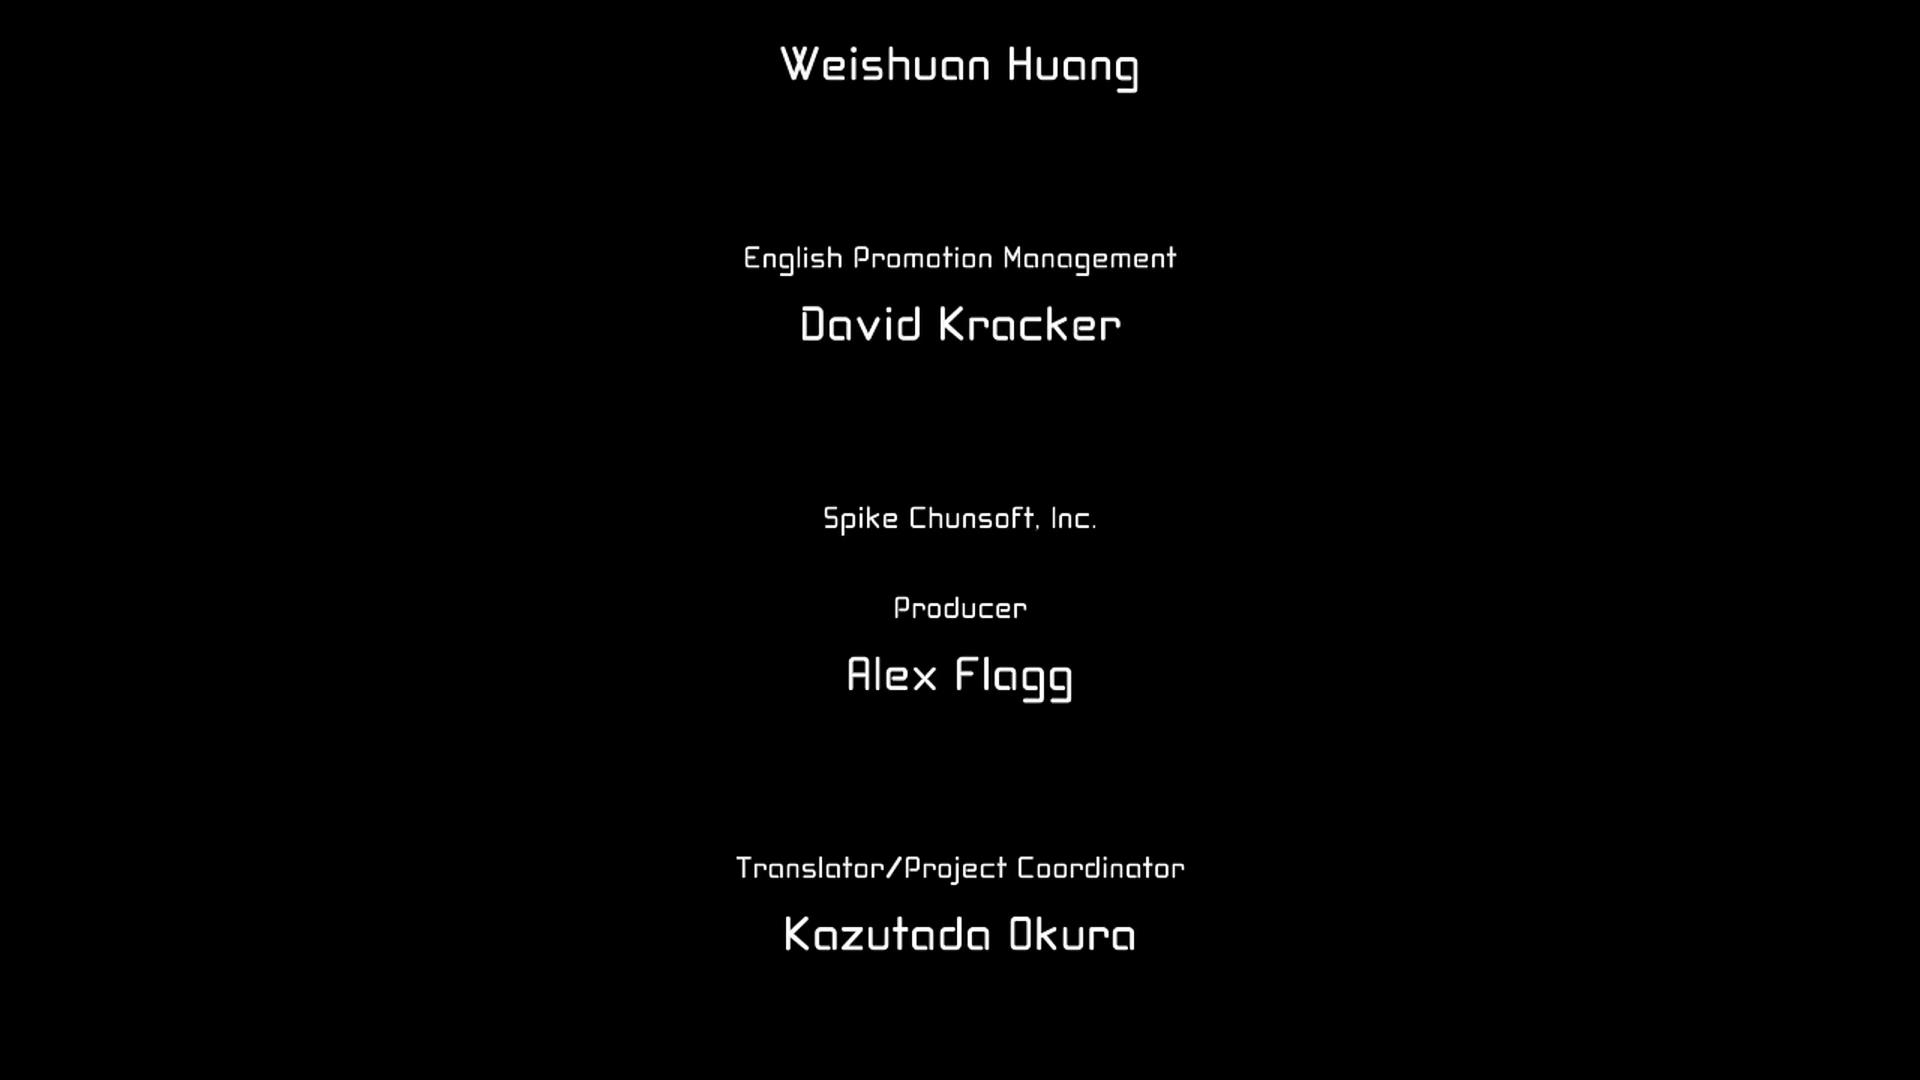 Weishuan Huang
English Promotion Management
David Kracker
Spike Chunsoft, Inc.
Producer
Alex Flagg
Translator/Project Coordinator
Kazutada Okura